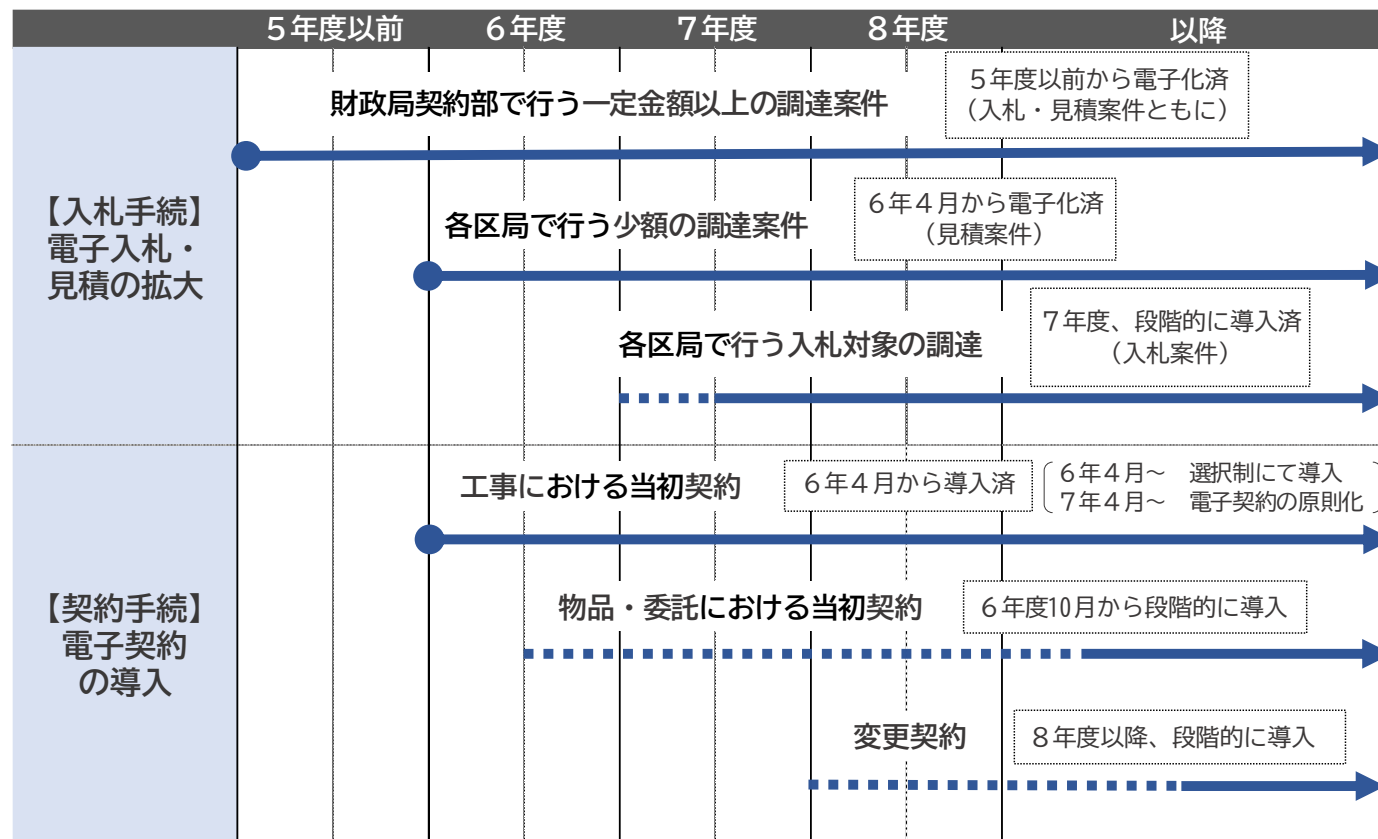 ５年度以前 ６年度 ７年度 ８年度 以降
【入札手続】
電子入札・
見積の拡大
財政局契約部で行う一定金額以上の調達案件
５年度以前から電子化済
（入札・見積案件ともに）
各区局で行う少額の調達案件
６年４月から電子化済
（見積案件）
各区局で行う入札対象の調達
７年度、段階的に導入済
（入札案件）
【契約手続】
電子契約
の導入
工事における当初契約
６年４月から導入済
６年４月～　選択制にて導入
７年４月～　電子契約の原則化
物品・委託における当初契約
６年度10月から段階的に導入
変更契約
８年度以降、段階的に導入